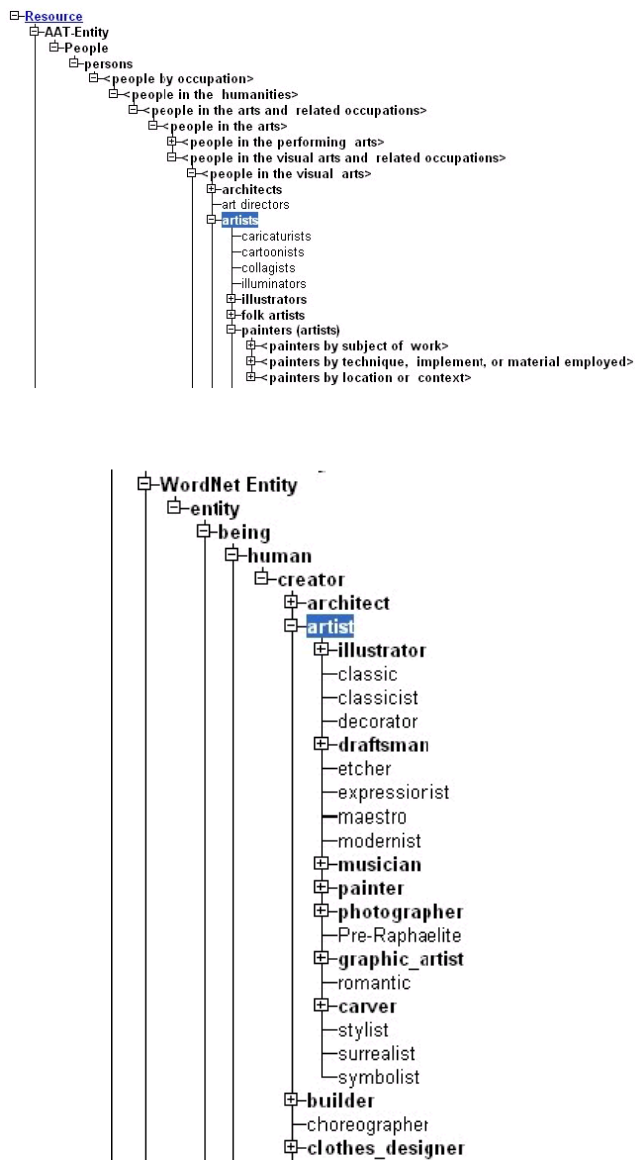 Resource
AAT-Entity
People
persons
<people by occupation>
<people in the humanities>
<people in the arts and related occupations>
<people in the arts>
<people in the performing arts>
<people in the visual arts and related occupations>
<people in the visual arts>
architects
art directors
artists
caricaturists
cartoonists
collagists
illuminators
illustrators
folk artists
painters (artists)
<painters by subject of work>
<painters by technique, implement, or material employed>
<painters by location or context>
WordNet Entity
entity
being
human
creator
architect
artist
illustrator
classic
classicist
decorator
draftsman
etcher
expressiorist
maestro
modernist
musician
painter
photographer
Pre-Raphaelite
graphic_artist
romantic
carver
stylist
surrealist
symbolist
builder
choreographer
clothes_designer